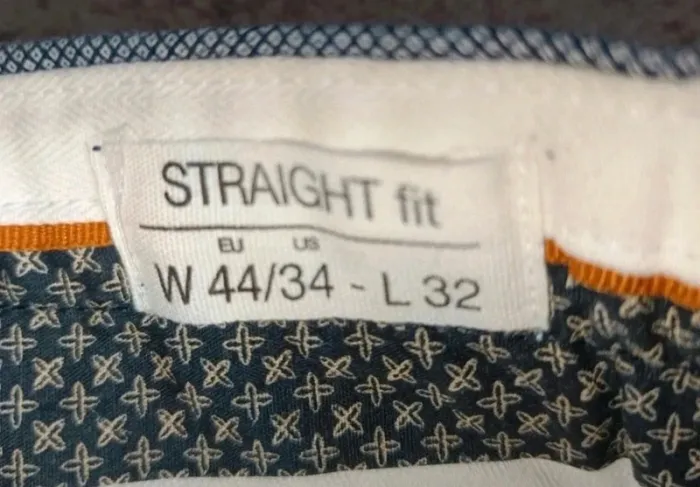 STRAIGHT fit
EU US
W 44/34 - L 32